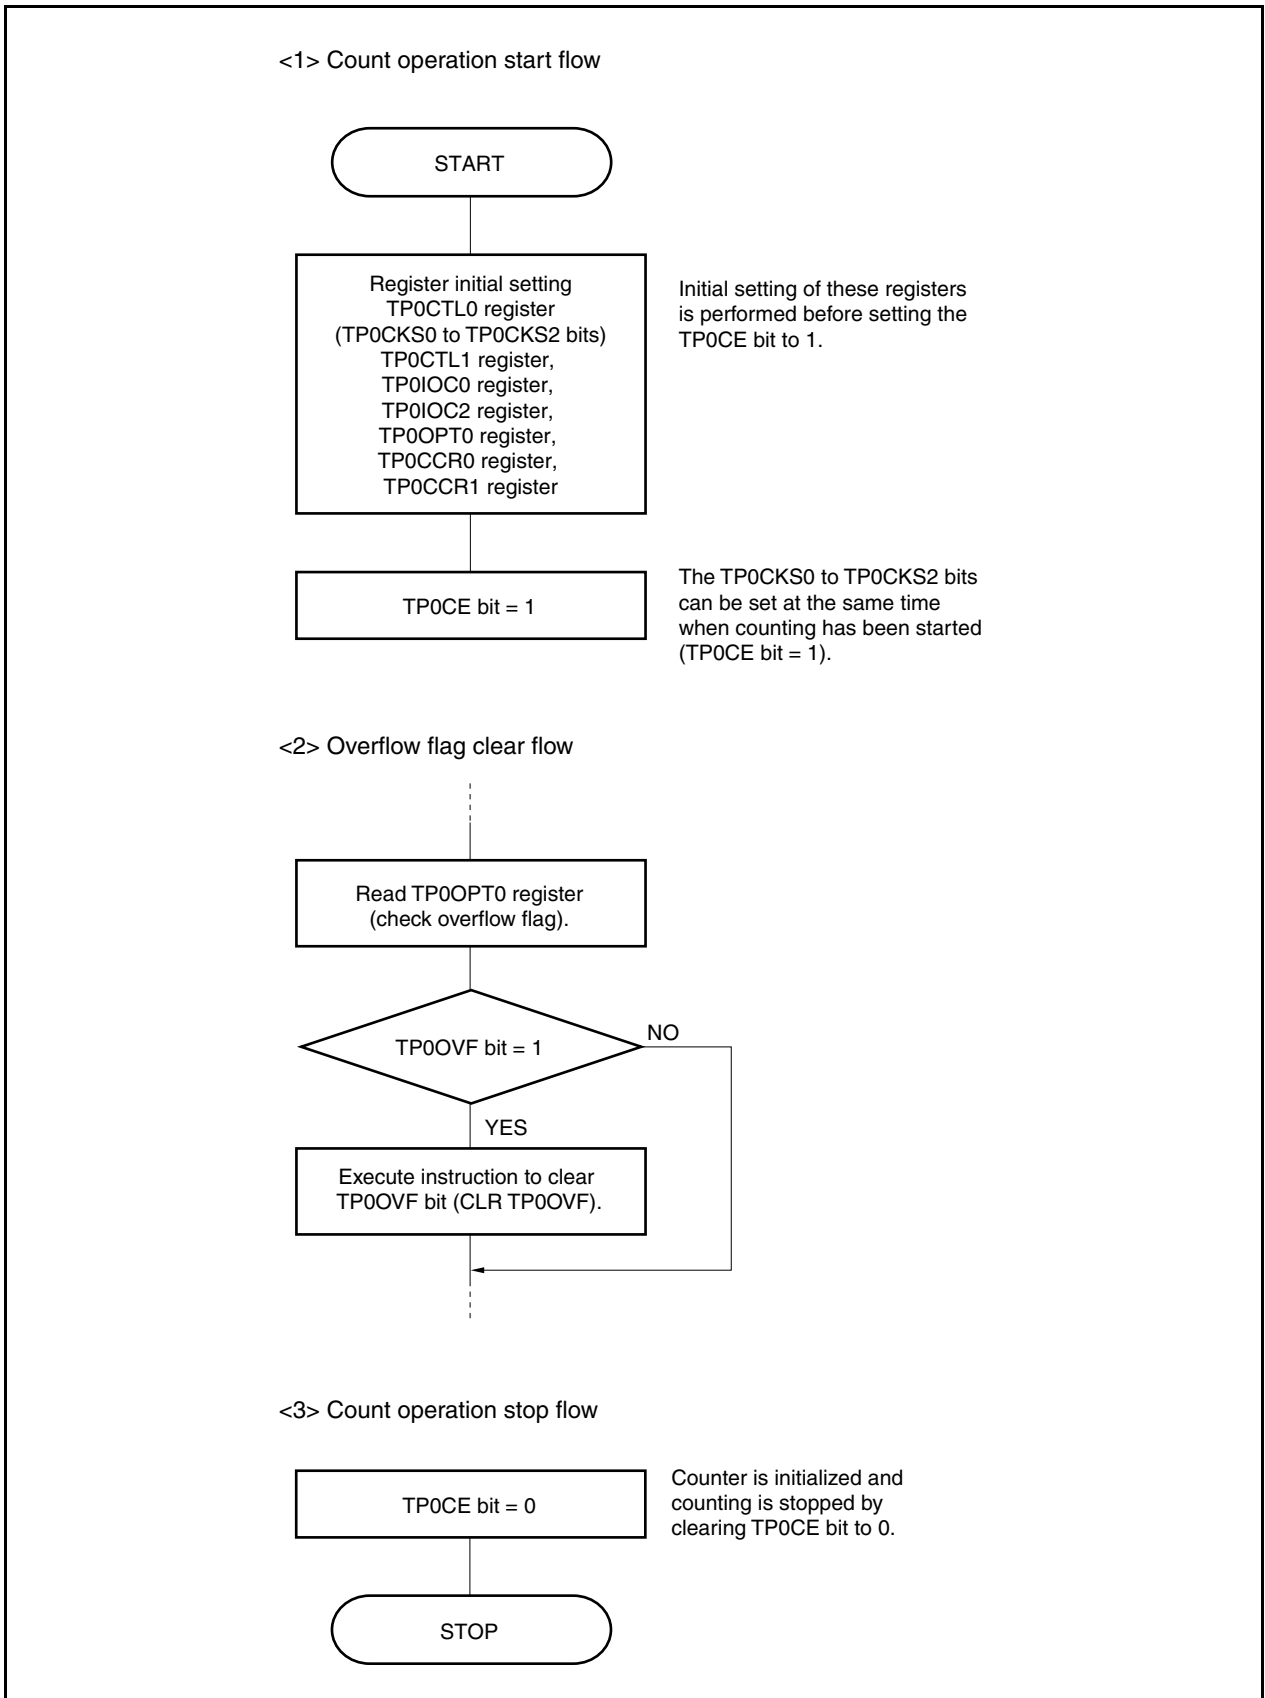 <1> Count operation start flow
START
Register initial setting
TP0CTL0 register
(TP0CKS0 to TP0CKS2 bits)
TP0CTL1 register,
TP0IOC0 register,
TP0IOC2 register,
TP0OPT0 register,
TP0CCR0 register,
TP0CCR1 register
Initial setting of these registers
is performed before setting the
TP0CE bit to 1.
TP0CE bit = 1
The TP0CKS0 to TP0CKS2 bits
can be set at the same time
when counting has been started
(TP0CE bit = 1).
<2> Overflow flag clear flow
Read TP0OPT0 register
(check overflow flag).
TP0OVF bit = 1
NO
YES
Execute instruction to clear
TP0OVF bit (CLR TP0OVF).
<3> Count operation stop flow
TP0CE bit = 0
Counter is initialized and
counting is stopped by
clearing TP0CE bit to 0.
STOP